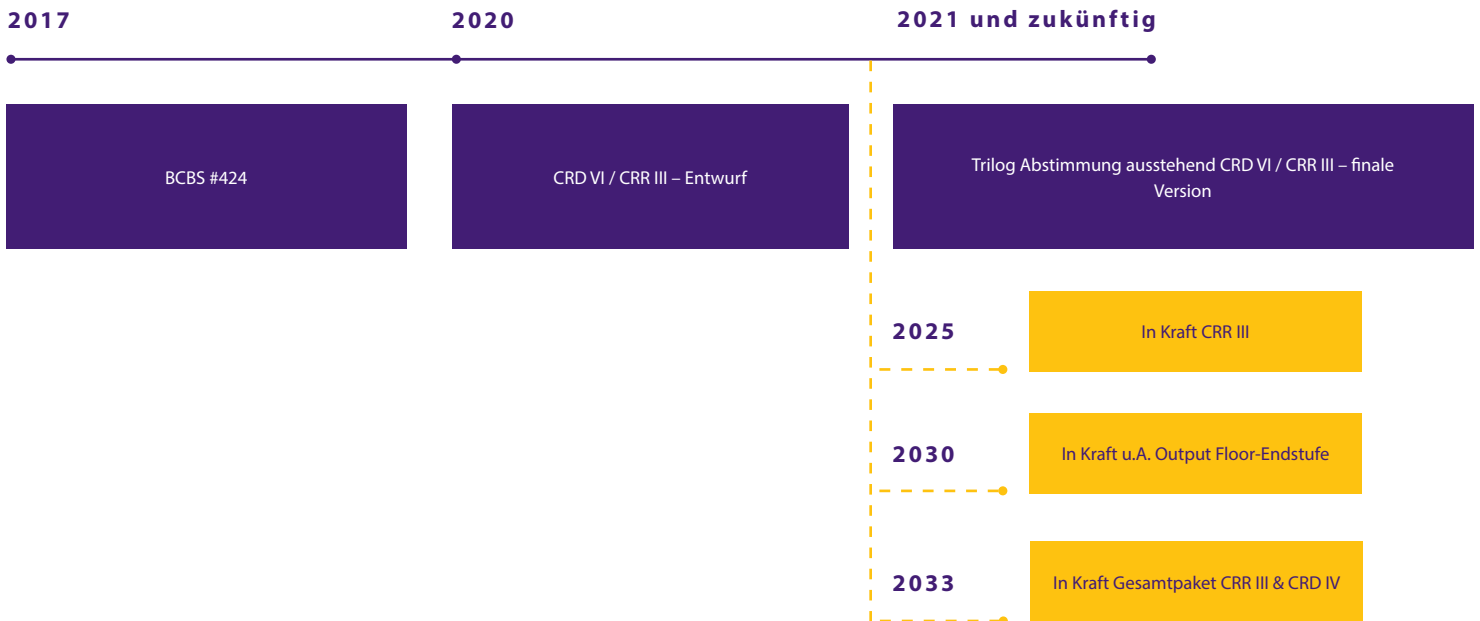 2017
2020
2021 und zukünftig
BCBS #424
CRD VI / CRR III – Entwurf
Trilog Abstimmung ausstehend CRD VI / CRR III – finale
Version
2025
In Kraft CRR III
2030
In Kraft u.A. Output Floor-Endstufe
2033
In Kraft Gesamtpaket CRR III & CRD IV